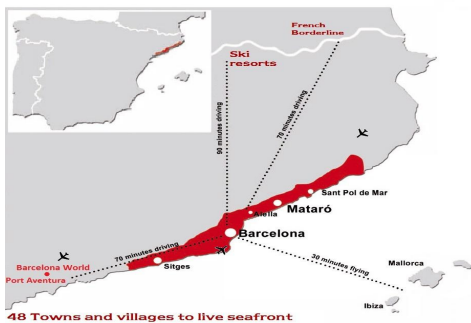 French
Borderline
Ski
resorts
90 minutes driving
70 minutes driving
Sant Pol de Mar
Mataró
Alella
Barcelona
70 minutes driving
Barcelona World
Port Aventura
Sitges
30 minutes flying
Mallorca
Ibiza
48 Towns and villages to live seafront